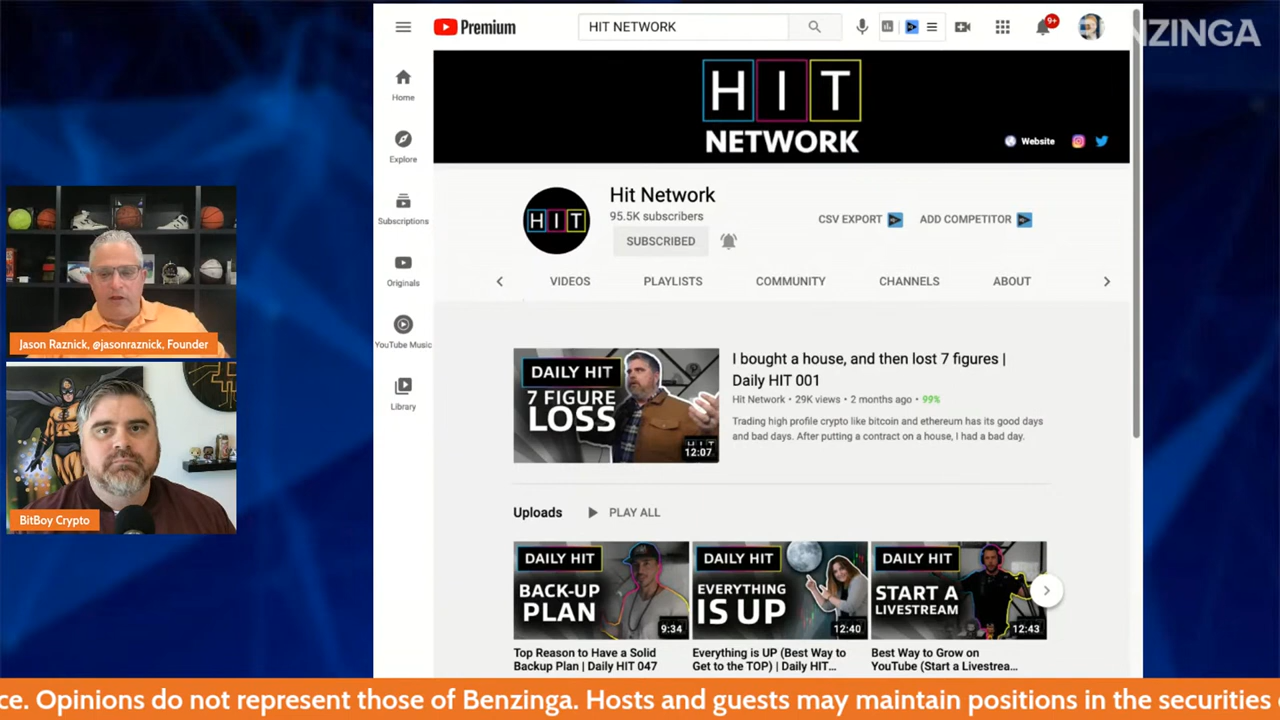 Premium
HIT NETWORK
9+
NZINGA
Home
Explore
Subscriptions
Originals
YouTube Music
Library
HIT
NETWORK
Website
HIT
Hit Network
95.5K subscribers
SUBSCRIBED
CSV EXPORT
ADD COMPETITOR
VIDEOS
PLAYLISTS
COMMUNITY
CHANNELS
ABOUT
DAILY HIT
7 FIGURE
LOSS
HIT
12:07
I bought a house, and then lost 7 figures |
Daily HIT 001
Hit Network • 29K views • 2 months ago • 99%
Trading high profile crypto like bitcoin and ethereum has its good days
and bad days. After putting a contract on a house, I had a bad day.
Uploads
PLAY ALL
DAILY HIT
BACK-UP
PLAN
9:34
Top Reason to Have a Solid
Backup Plan | Daily HIT 047
DAILY HIT
EVERYTHING
IS UP
12:40
Everything is UP (Best Way to
Get to the TOP) | Daily HIT...
DAILY HIT
START A
LIVESTREAM
12:43
Best Way to Grow on
YouTube (Start a Livestrea...
Jason Raznick, @jasonraznick, Founder
BitBoy Crypto
ce. Opinions do not represent those of Benzinga. Hosts and guests may maintain positions in the securities